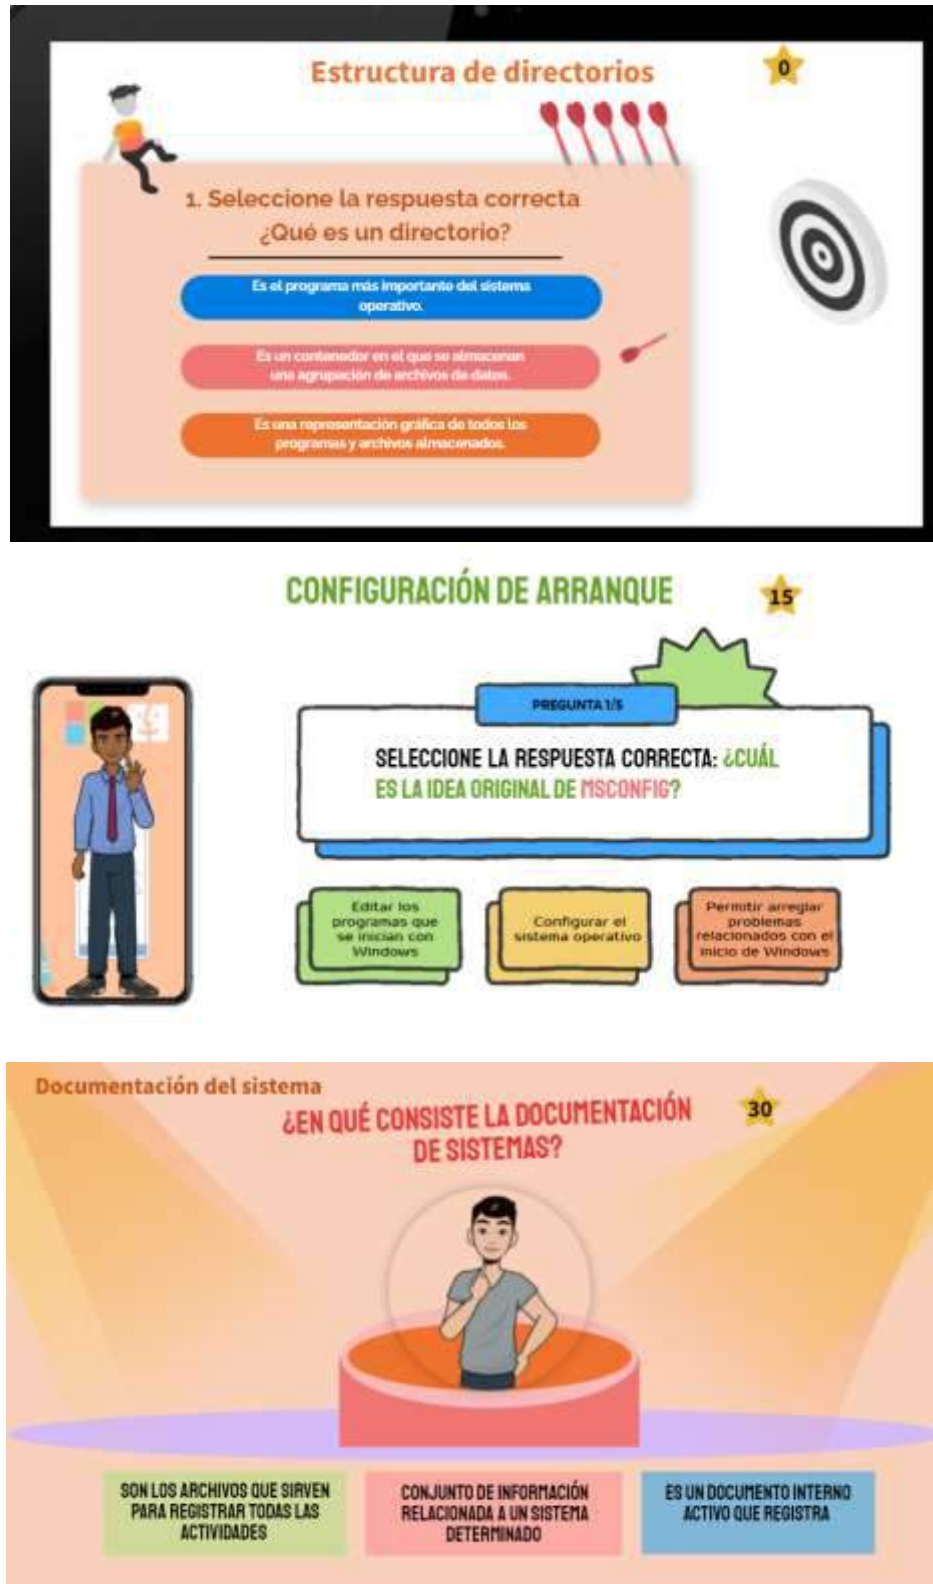 Estructura de directorios
0
1. Seleccione la respuesta correcta
¿Qué es un directorio?
Es el programa más importante del sistema
operativo.
Es un contenedor en el que se almacenan
una agrupación de archivos de datos.
Es una representación gráfica de todos los
programas y archivos almacenados.
CONFIGURACIÓN DE ARRANQUE
15
PREGUNTA 1/5
SELECCIONE LA RESPUESTA CORRECTA: ¿CUÁL
ES LA IDEA ORIGINAL DE MSCONFIG?
Editar los
programas que
se inician con
Windows
Configurar el
sistema operativo
Permitir arreglar
problemas
relacionados con el
inicio de Windows
Documentación del sistema
¿EN QUÉ CONSISTE LA DOCUMENTACIÓN
DE SISTEMAS?
30
SON LOS ARCHIVOS QUE SIRVEN
PARA REGISTRAR TODAS LAS
ACTIVIDADES
CONJUNTO DE INFORMACIÓN
RELACIONADA A UN SISTEMA
DETERMINADO
ES UN DOCUMENTO INTERNO
ACTIVO QUE REGISTRA